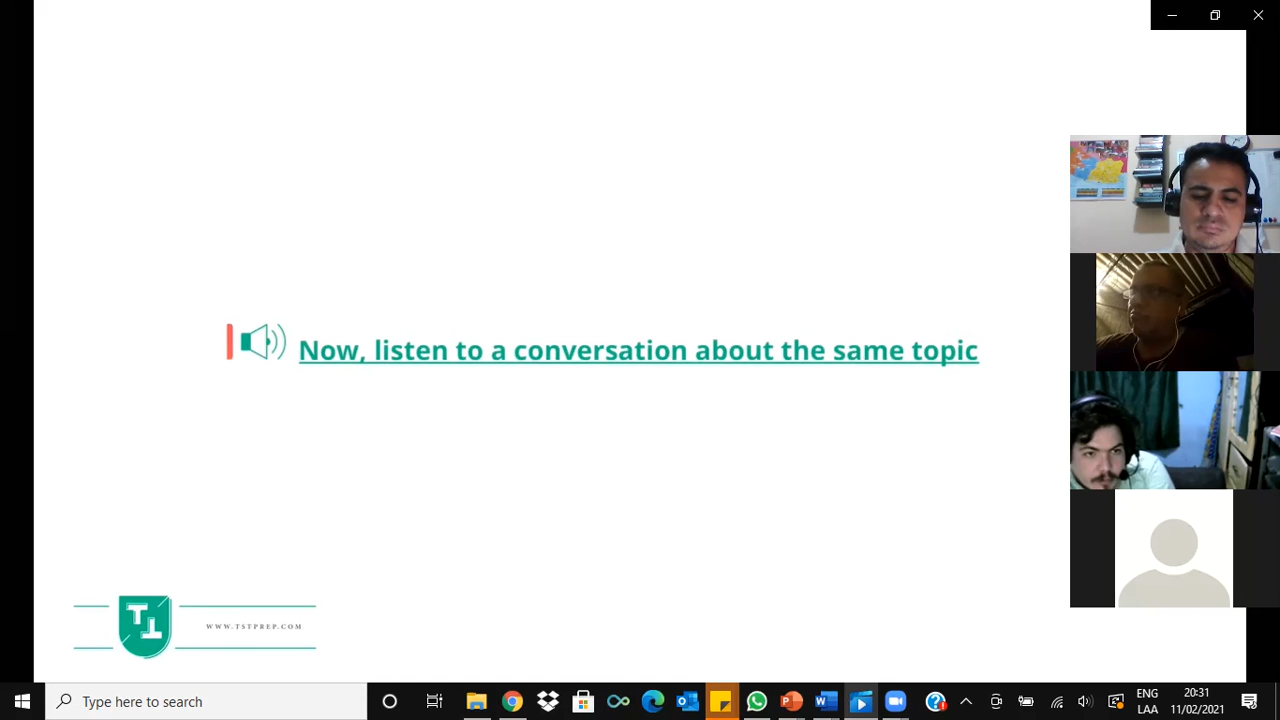 Now, listen to a conversation about the same topic
TT
WWW.TSTPREP.COM
Type here to search
ENG
LAA
20:31
11/02/2021